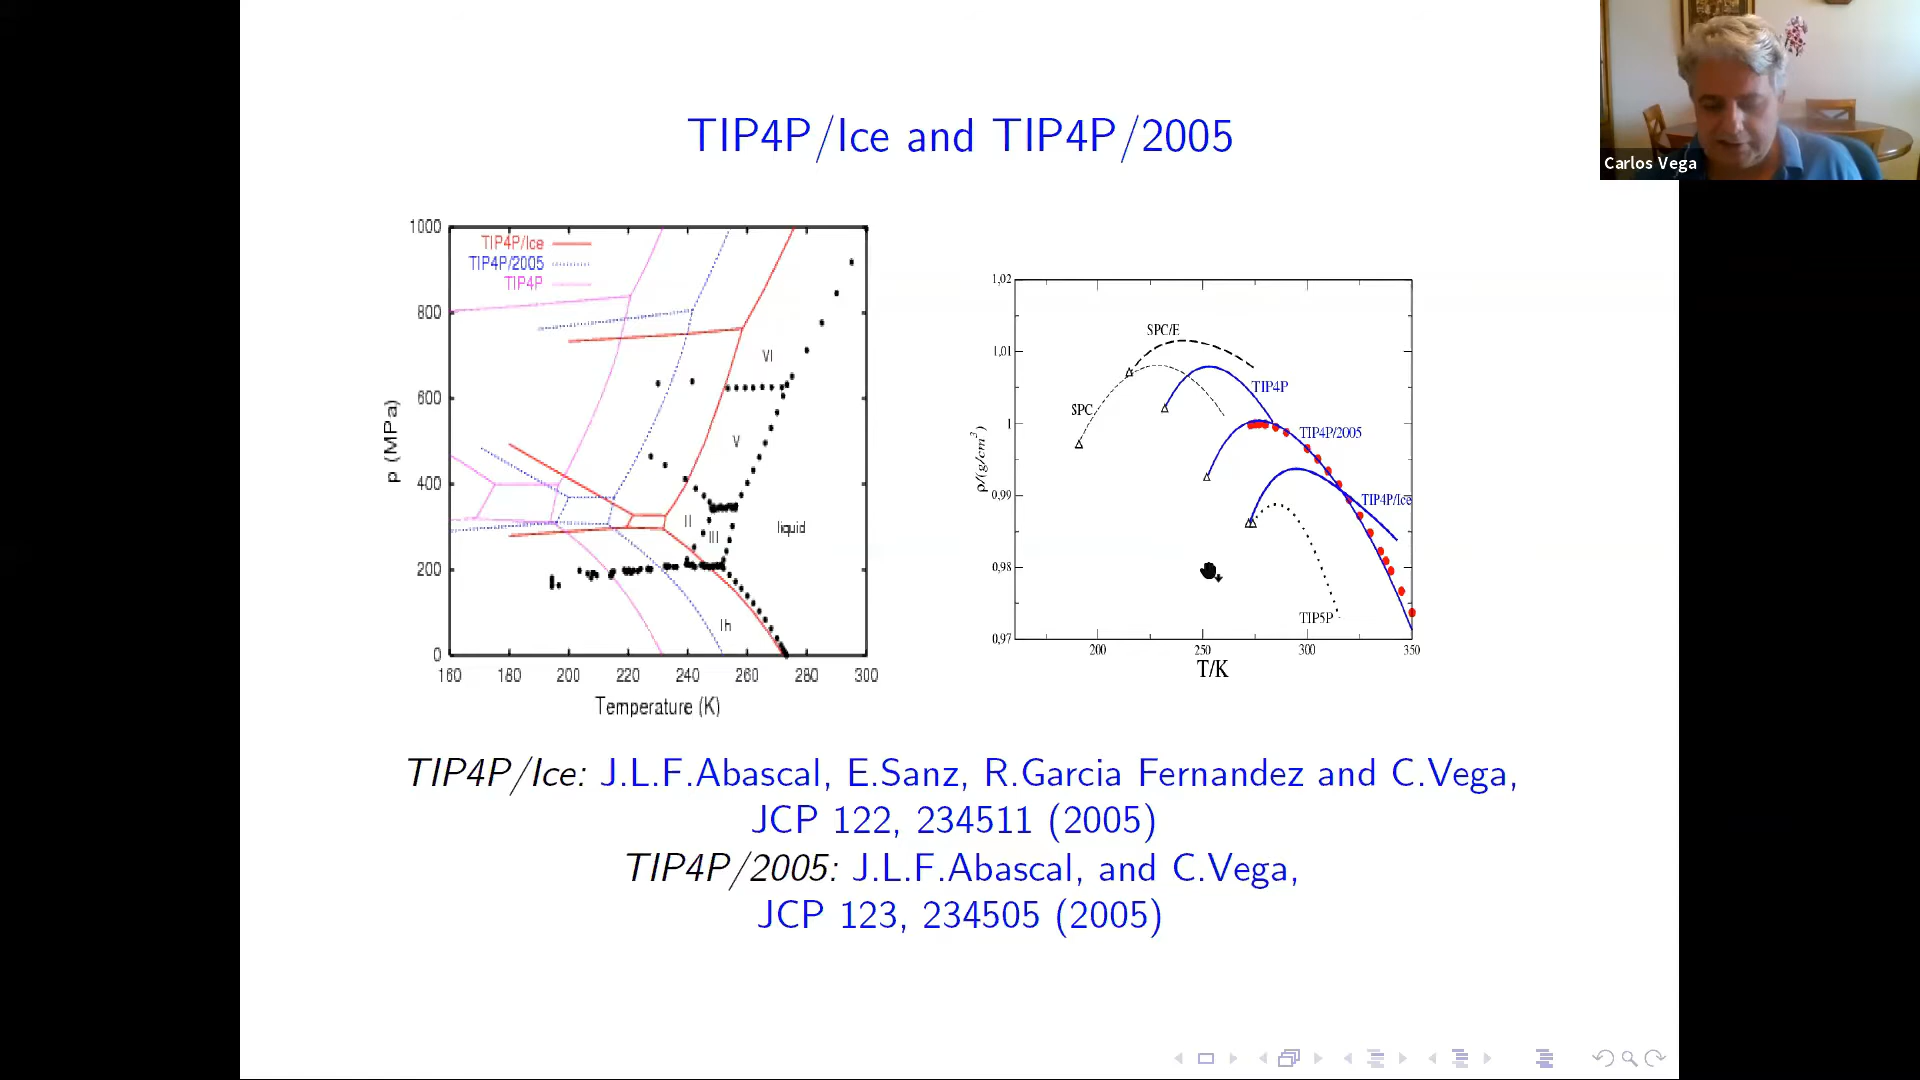 Carlos Vega
TIP4P/Ice and TIP4P/2005
TIP4P/Ice
TIP4P/2005
TIP4P
1000
800
600
400
200
0
p (MPa)
160 180 200 220 240 260 280 300
Temperature (K)
VI
V
II
III
liquid
Ih
1,02
1,01
1
0,99
0,98
0,97
ρ/(g/cm³)
200 250 300 350
T/K
SPC/E
SPC
TIP4P
TIP4P/2005
TIP4P/Ice
TIP5P
TIP4P/Ice: J.L.F.Abascal, E.Sanz, R.Garcia Fernandez and C.Vega,
JCP 122, 234511 (2005)
TIP4P/2005: J.L.F.Abascal, and C.Vega,
JCP 123, 234505 (2005)